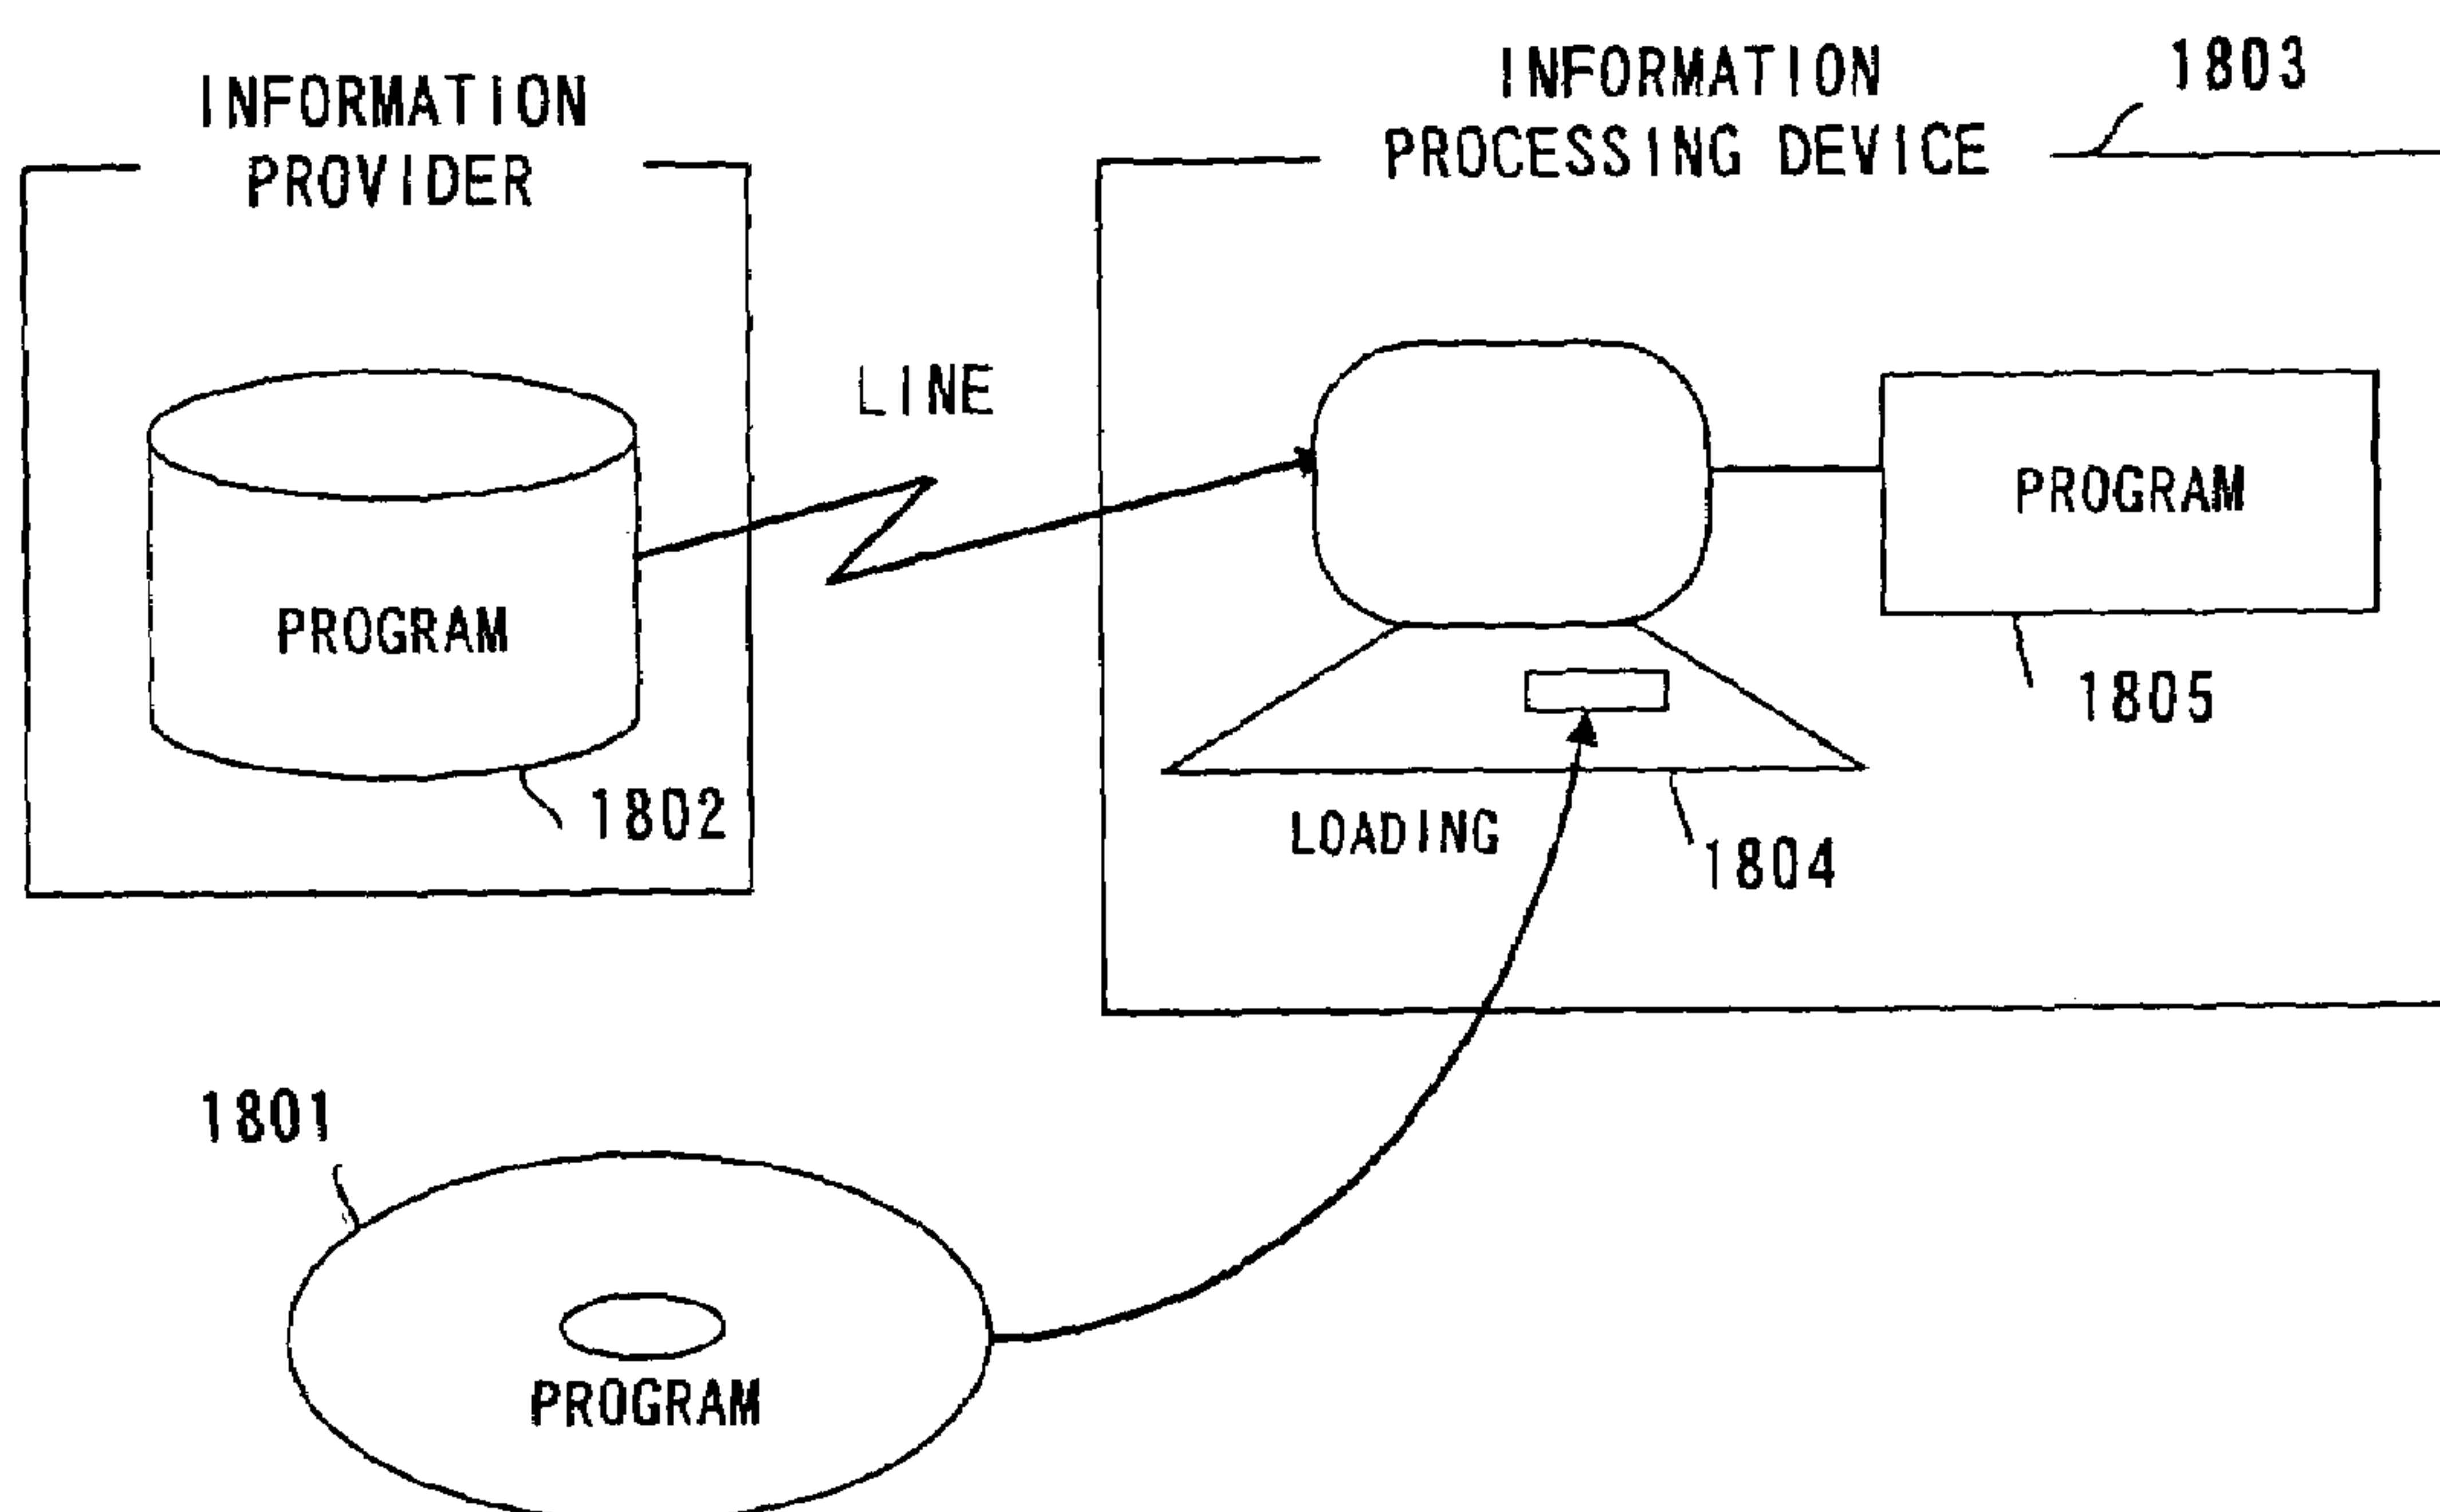 INFORMATION
PROVIDER
INFORMATION
PROCESSING DEVICE
1803
LINE
PROGRAM
PROGRAM
1805
1802
LOADING
1804
1801
PROGRAM